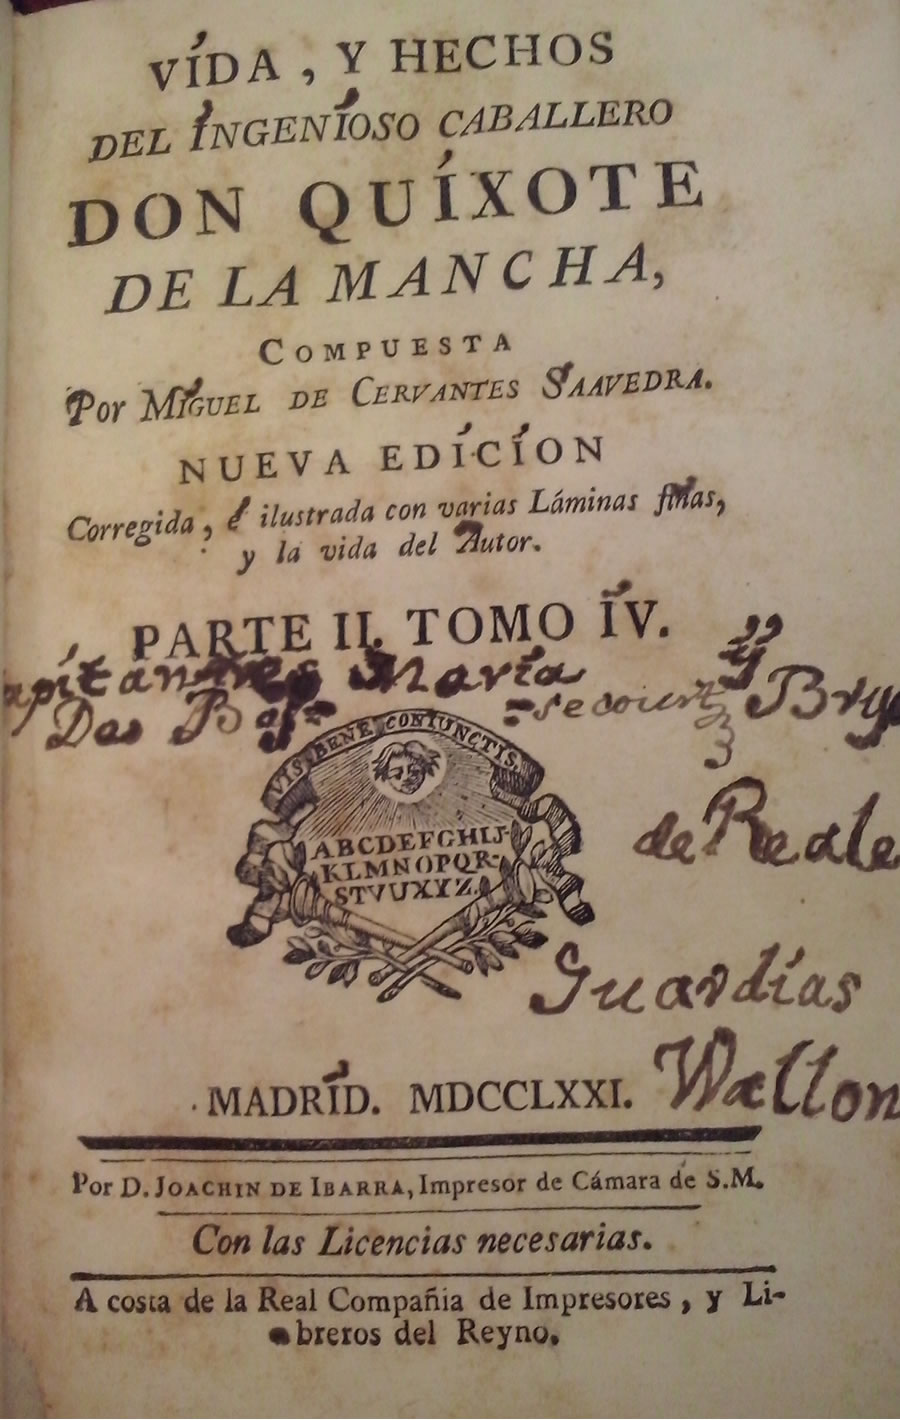 VIDA, Y HECHOS
DEL INGENIOSO CABALLERO
DON QUIXOTE
DE LA MANCHA,
COMPUESTA
Por MIGUEL DE CERVANTES SAAVEDRA.
NUEVA EDICION
Corregida, é ilustrada con varias Láminas finas,
y la vida del Autor.
PARTE II. TOMO IV.
María
secourt
Das
VIS BENE CONIUNCTIS.
ABCDEFGHIJ-
KLMNOPQR-
STVUXYZ.
de Reale
Guardias
Wallon
MADRID. MDCCLXXI.
Por D. JOACHIN DE IBARRA, Impresor de Cámara de S.M.
Con las Licencias necesarias.
A costa de la Real Compañia de Impresores, y Li-
breros del Reyno.